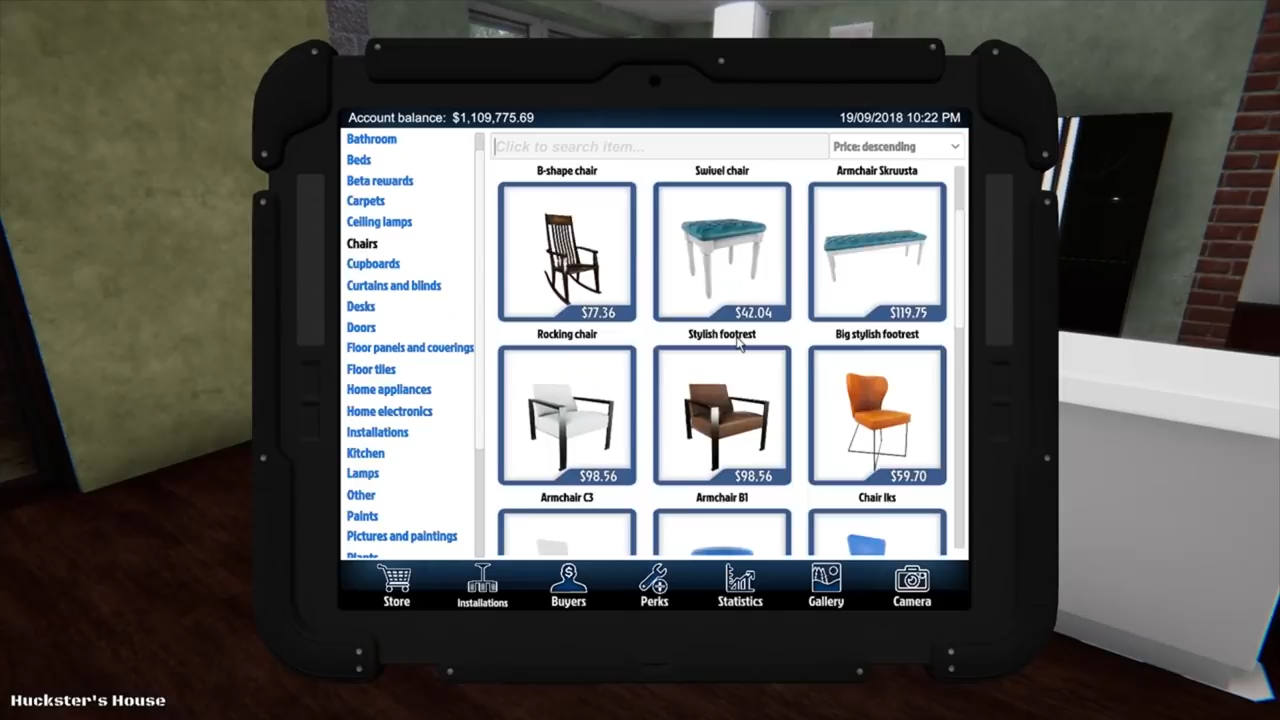 Account balance: $1,109,775.69
19/09/2018 10:22 PM
Bathroom
Beds
Beta rewards
Carpets
Ceiling lamps
Chairs
Cupboards
Curtains and blinds
Desks
Doors
Floor panels and coverings
Floor tiles
Home appliances
Home electronics
Installations
Kitchen
Lamps
Other
Paints
Pictures and paintings
Plants
Click to search item...
Price: descending
B-shape chair
Swivel chair
Armchair Skruvsta
$77.36
$42.04
$119.75
Rocking chair
Stylish footrest
Big stylish footrest
$98.56
$98.56
$59.70
Armchair C3
Armchair B1
Chair Iks
Store
Installations
Buyers
Perks
Statistics
Gallery
Camera
Huckster's House